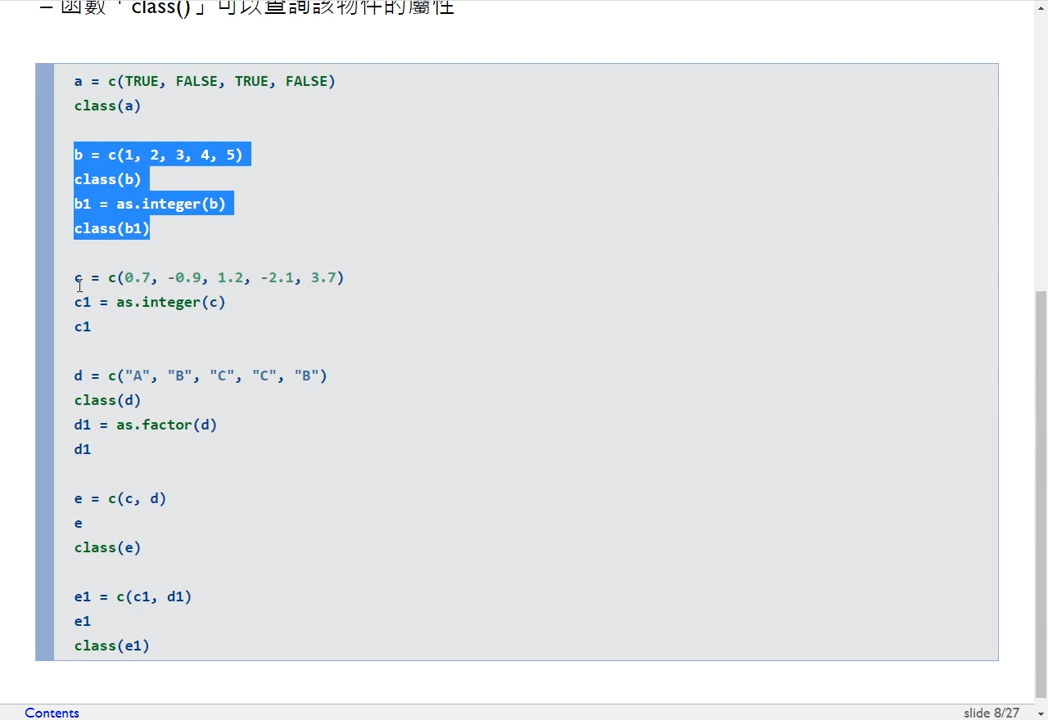 – 函數「class()」可以查詢該物件的屬性
a = c(TRUE, FALSE, TRUE, FALSE)
class(a)
b = c(1, 2, 3, 4, 5)
class(b)
b1 = as.integer(b)
class(b1)
c = c(0.7, -0.9, 1.2, -2.1, 3.7)
c1 = as.integer(c)
c1
d = c("A", "B", "C", "C", "B")
class(d)
d1 = as.factor(d)
d1
e = c(c, d)
e
class(e)
e1 = c(c1, d1)
e1
class(e1)
Contents
slide 8/27